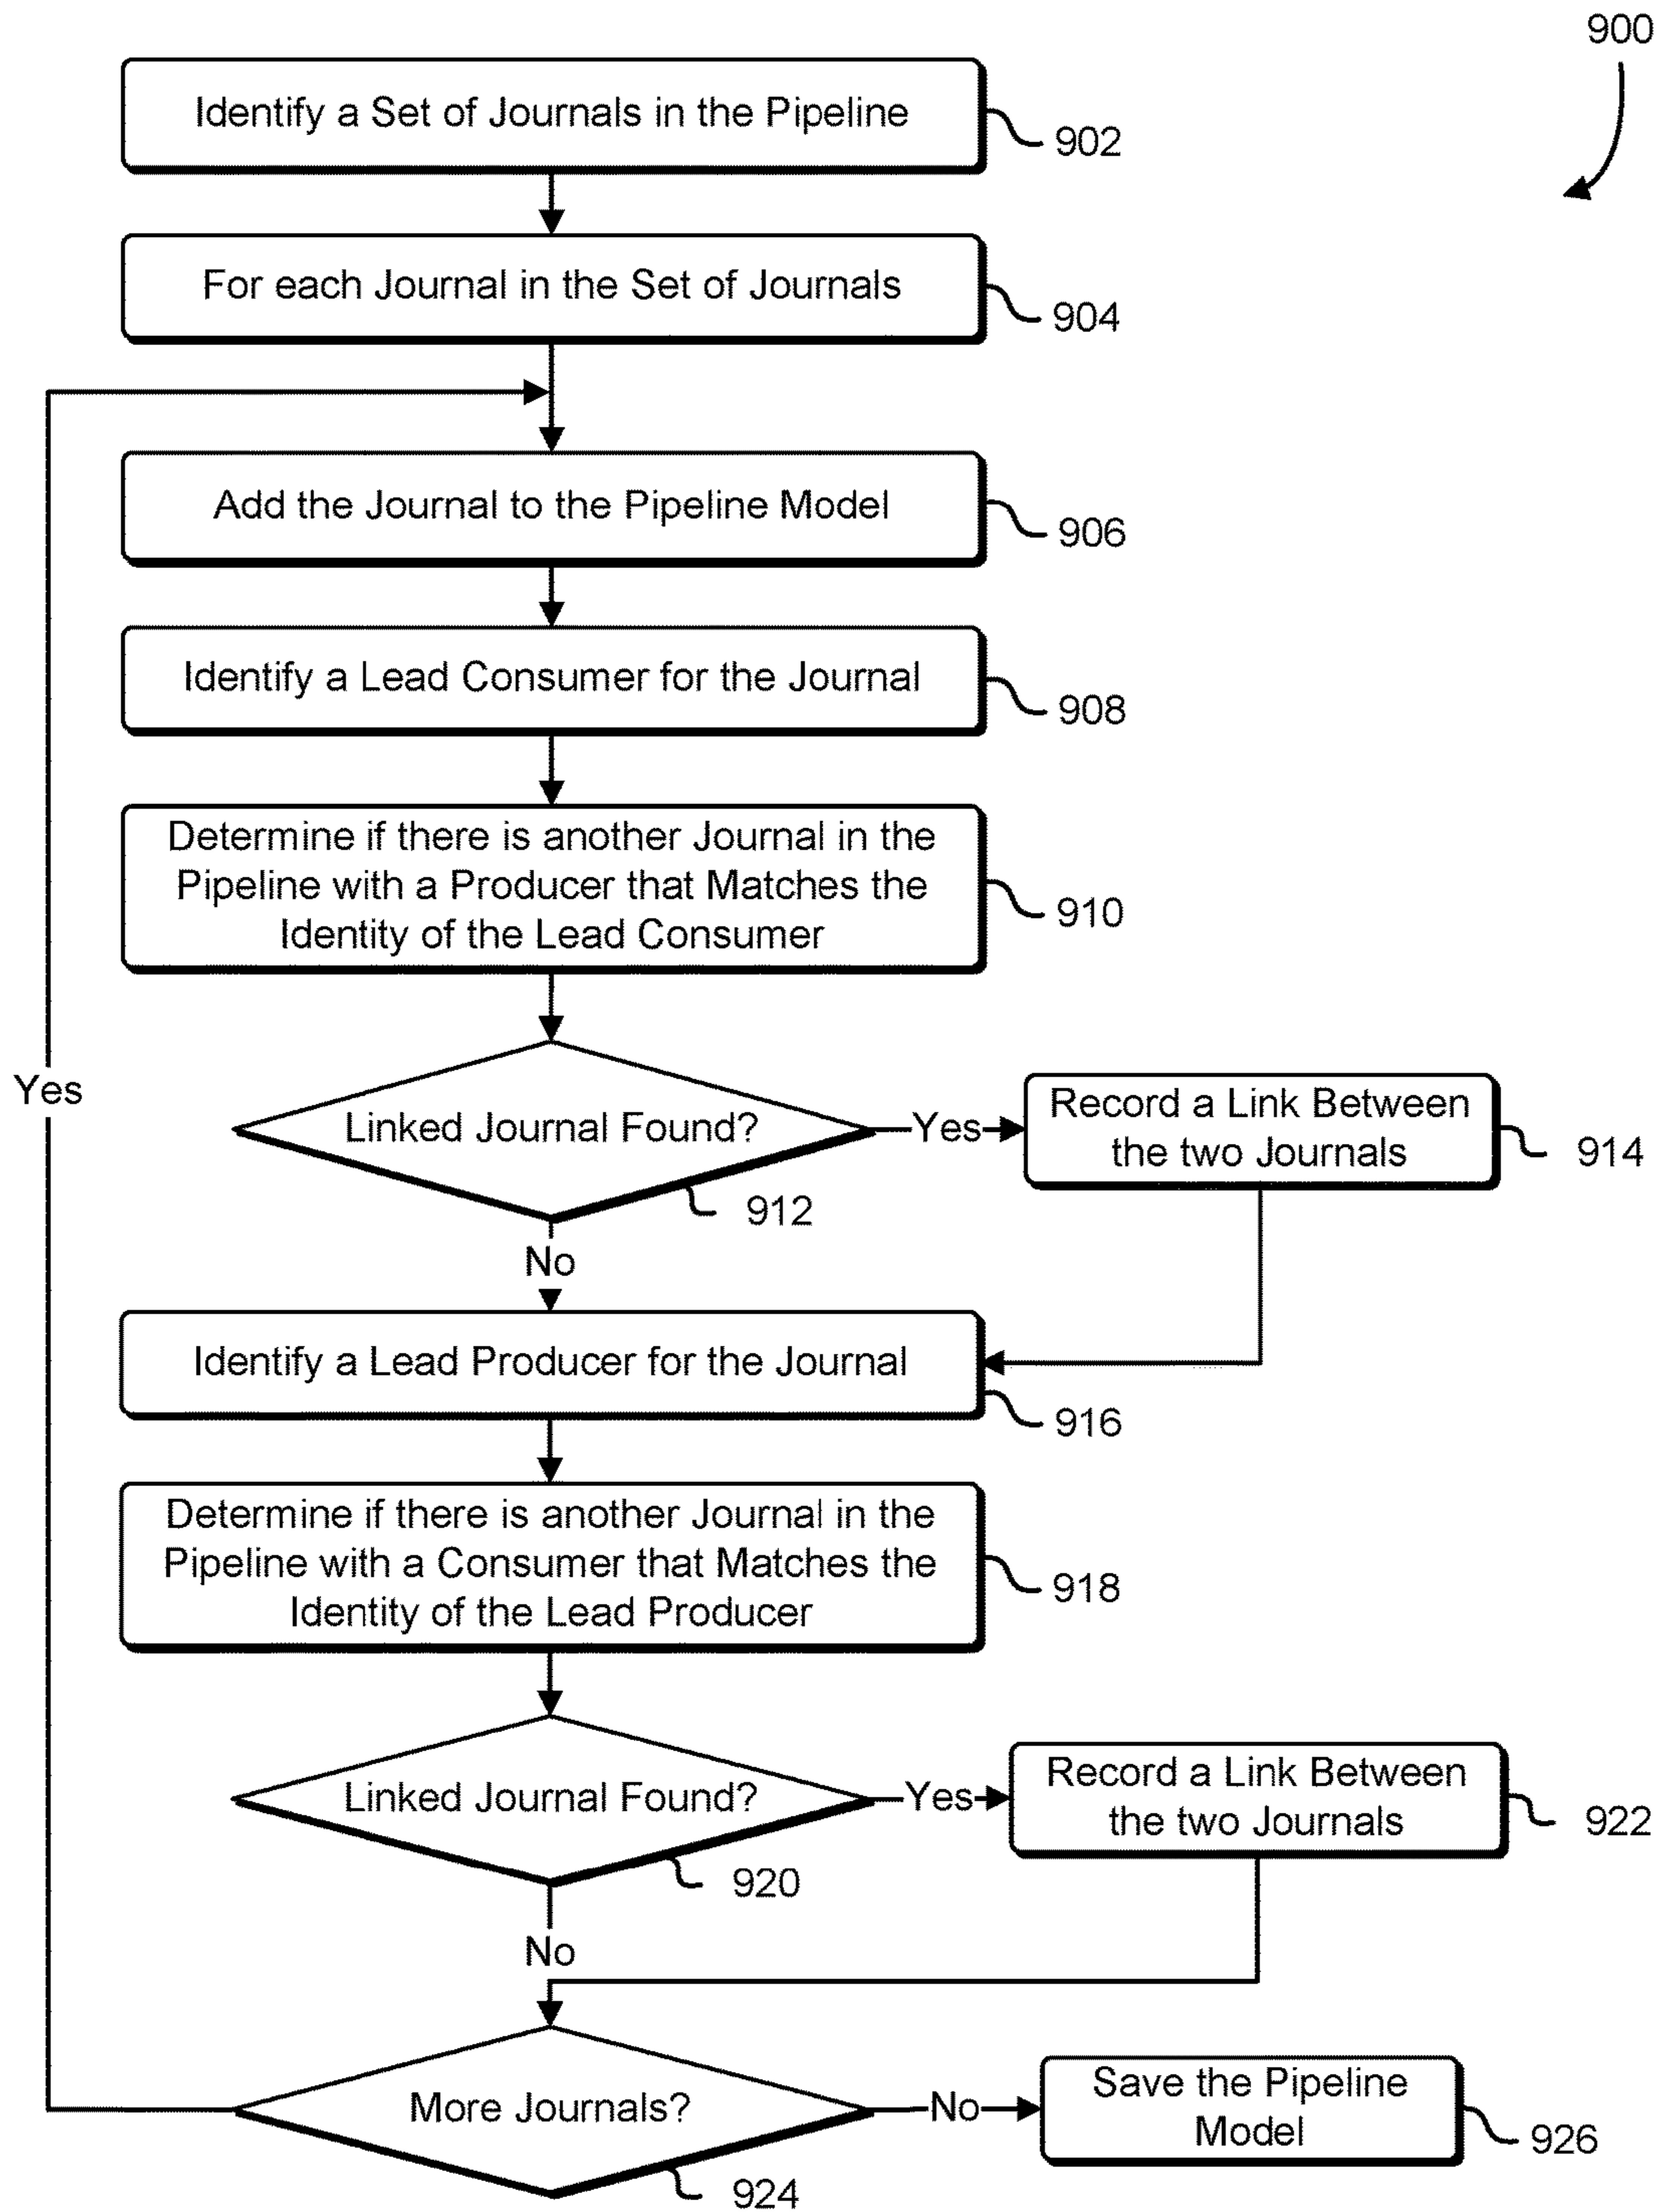 900
Identify a Set of Journals in the Pipeline
902
For each Journal in the Set of Journals
904
Add the Journal to the Pipeline Model
906
Identify a Lead Consumer for the Journal
908
Determine if there is another Journal in the
Pipeline with a Producer that Matches the
Identity of the Lead Consumer
910
Yes
Linked Journal Found?
912
Yes
Record a Link Between
the two Journals
914
No
Identify a Lead Producer for the Journal
916
Determine if there is another Journal in the
Pipeline with a Consumer that Matches the
Identity of the Lead Producer
918
Linked Journal Found?
920
Yes
Record a Link Between
the two Journals
922
No
More Journals?
924
No
Save the Pipeline
Model
926